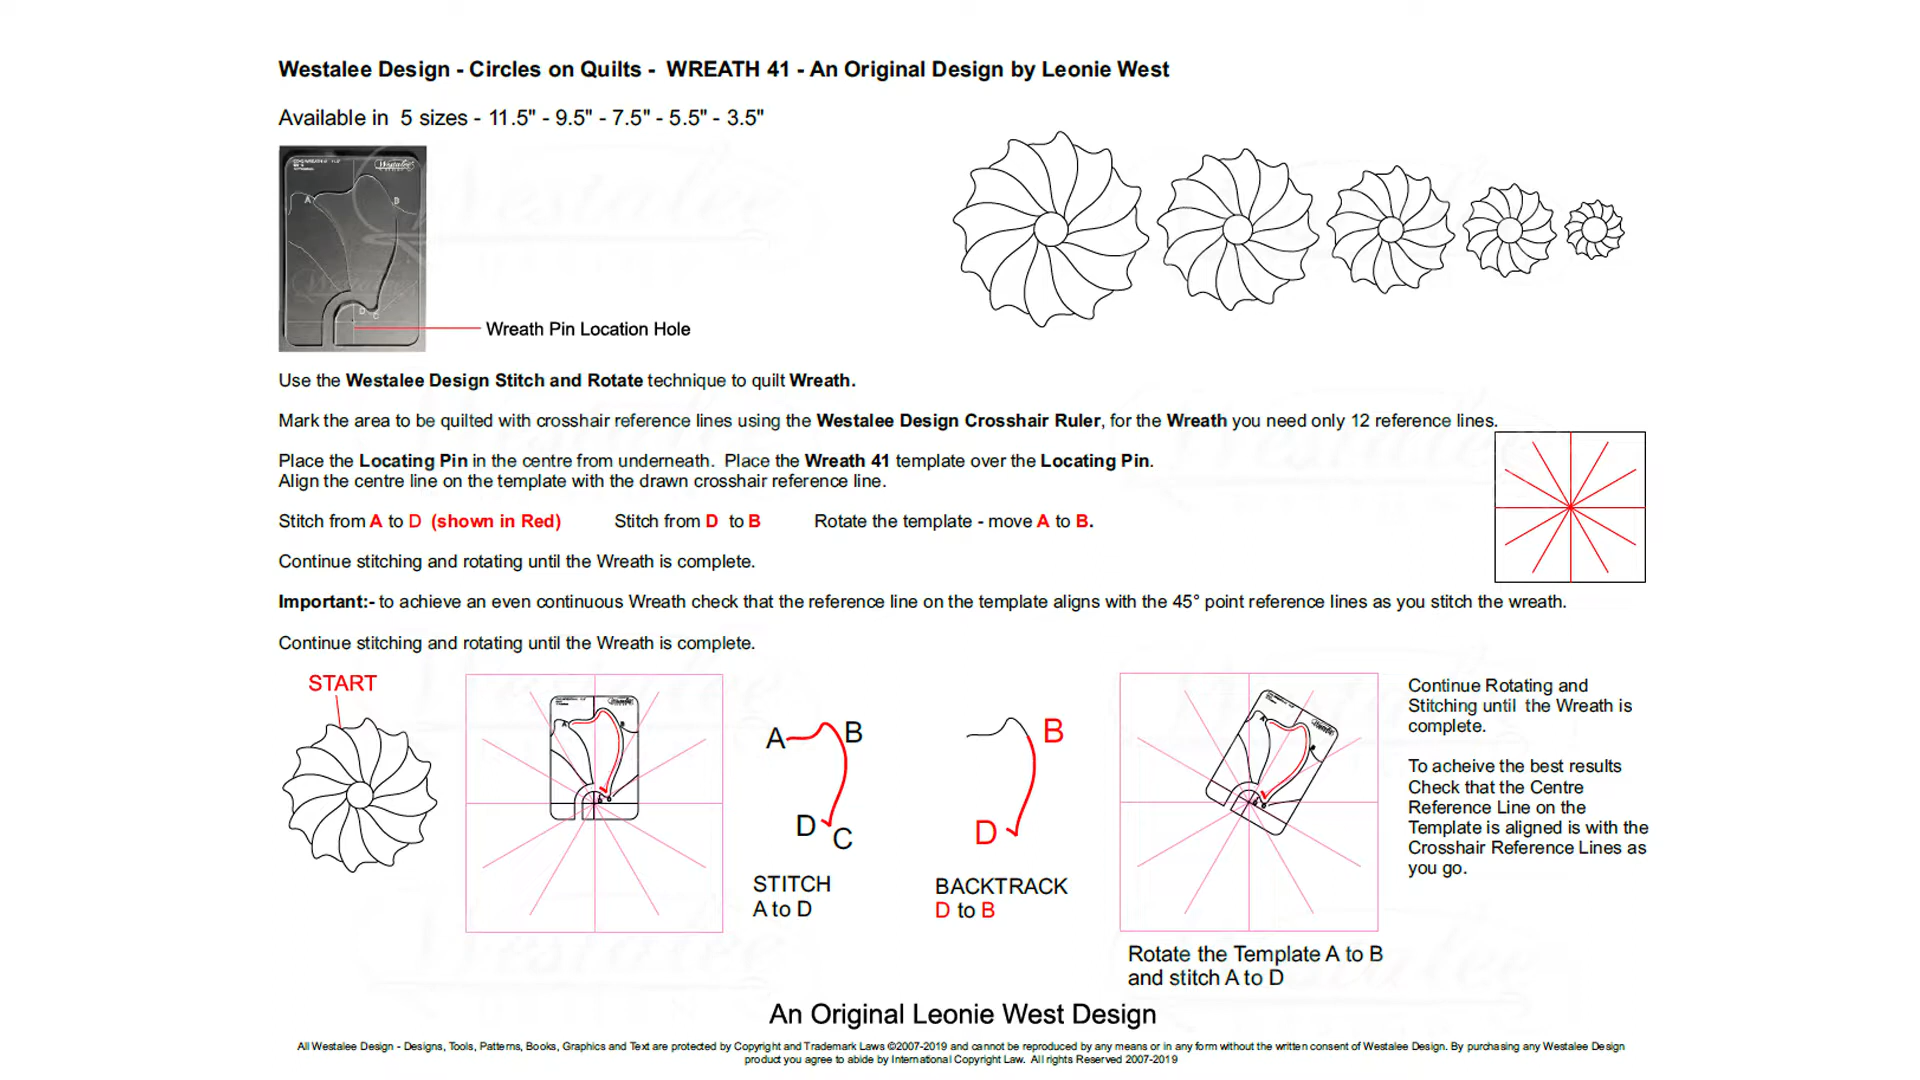 Westalee Design - Circles on Quilts - WREATH 41 - An Original Design by Leonie West
Available in 5 sizes - 11.5" - 9.5" - 7.5" - 5.5" - 3.5"
Westalee
A
B
D
C
Wreath Pin Location Hole
Use the Westalee Design Stitch and Rotate technique to quilt Wreath.
Mark the area to be quilted with crosshair reference lines using the Westalee Design Crosshair Ruler, for the Wreath you need only 12 reference lines.
Place the Locating Pin in the centre from underneath. Place the Wreath 41 template over the Locating Pin.
Align the centre line on the template with the drawn crosshair reference line.
Stitch from A to D (shown in Red) Stitch from D to B Rotate the template - move A to B.
Continue stitching and rotating until the Wreath is complete.
Important:- to achieve an even continuous Wreath check that the reference line on the template aligns with the 45° point reference lines as you stitch the wreath.
Continue stitching and rotating until the Wreath is complete.
START
A B
D C
STITCH
A to D
B
D
BACKTRACK
D to B
Rotate the Template A to B
and stitch A to D
Continue Rotating and
Stitching until the Wreath is
complete.
To acheive the best results
Check that the Centre
Reference Line on the
Template is aligned is with the
Crosshair Reference Lines as
you go.
An Original Leonie West Design
All Westalee Design - Designs, Tools, Patterns, Books, Graphics and Text are protected by Copyright and Trademark Laws ©2007-2019 and cannot be reproduced by any means or in any form without the written consent of Westalee Design. By purchasing any Westalee Design
product you agree to abide by International Copyright Law. All rights Reserved 2007-2019